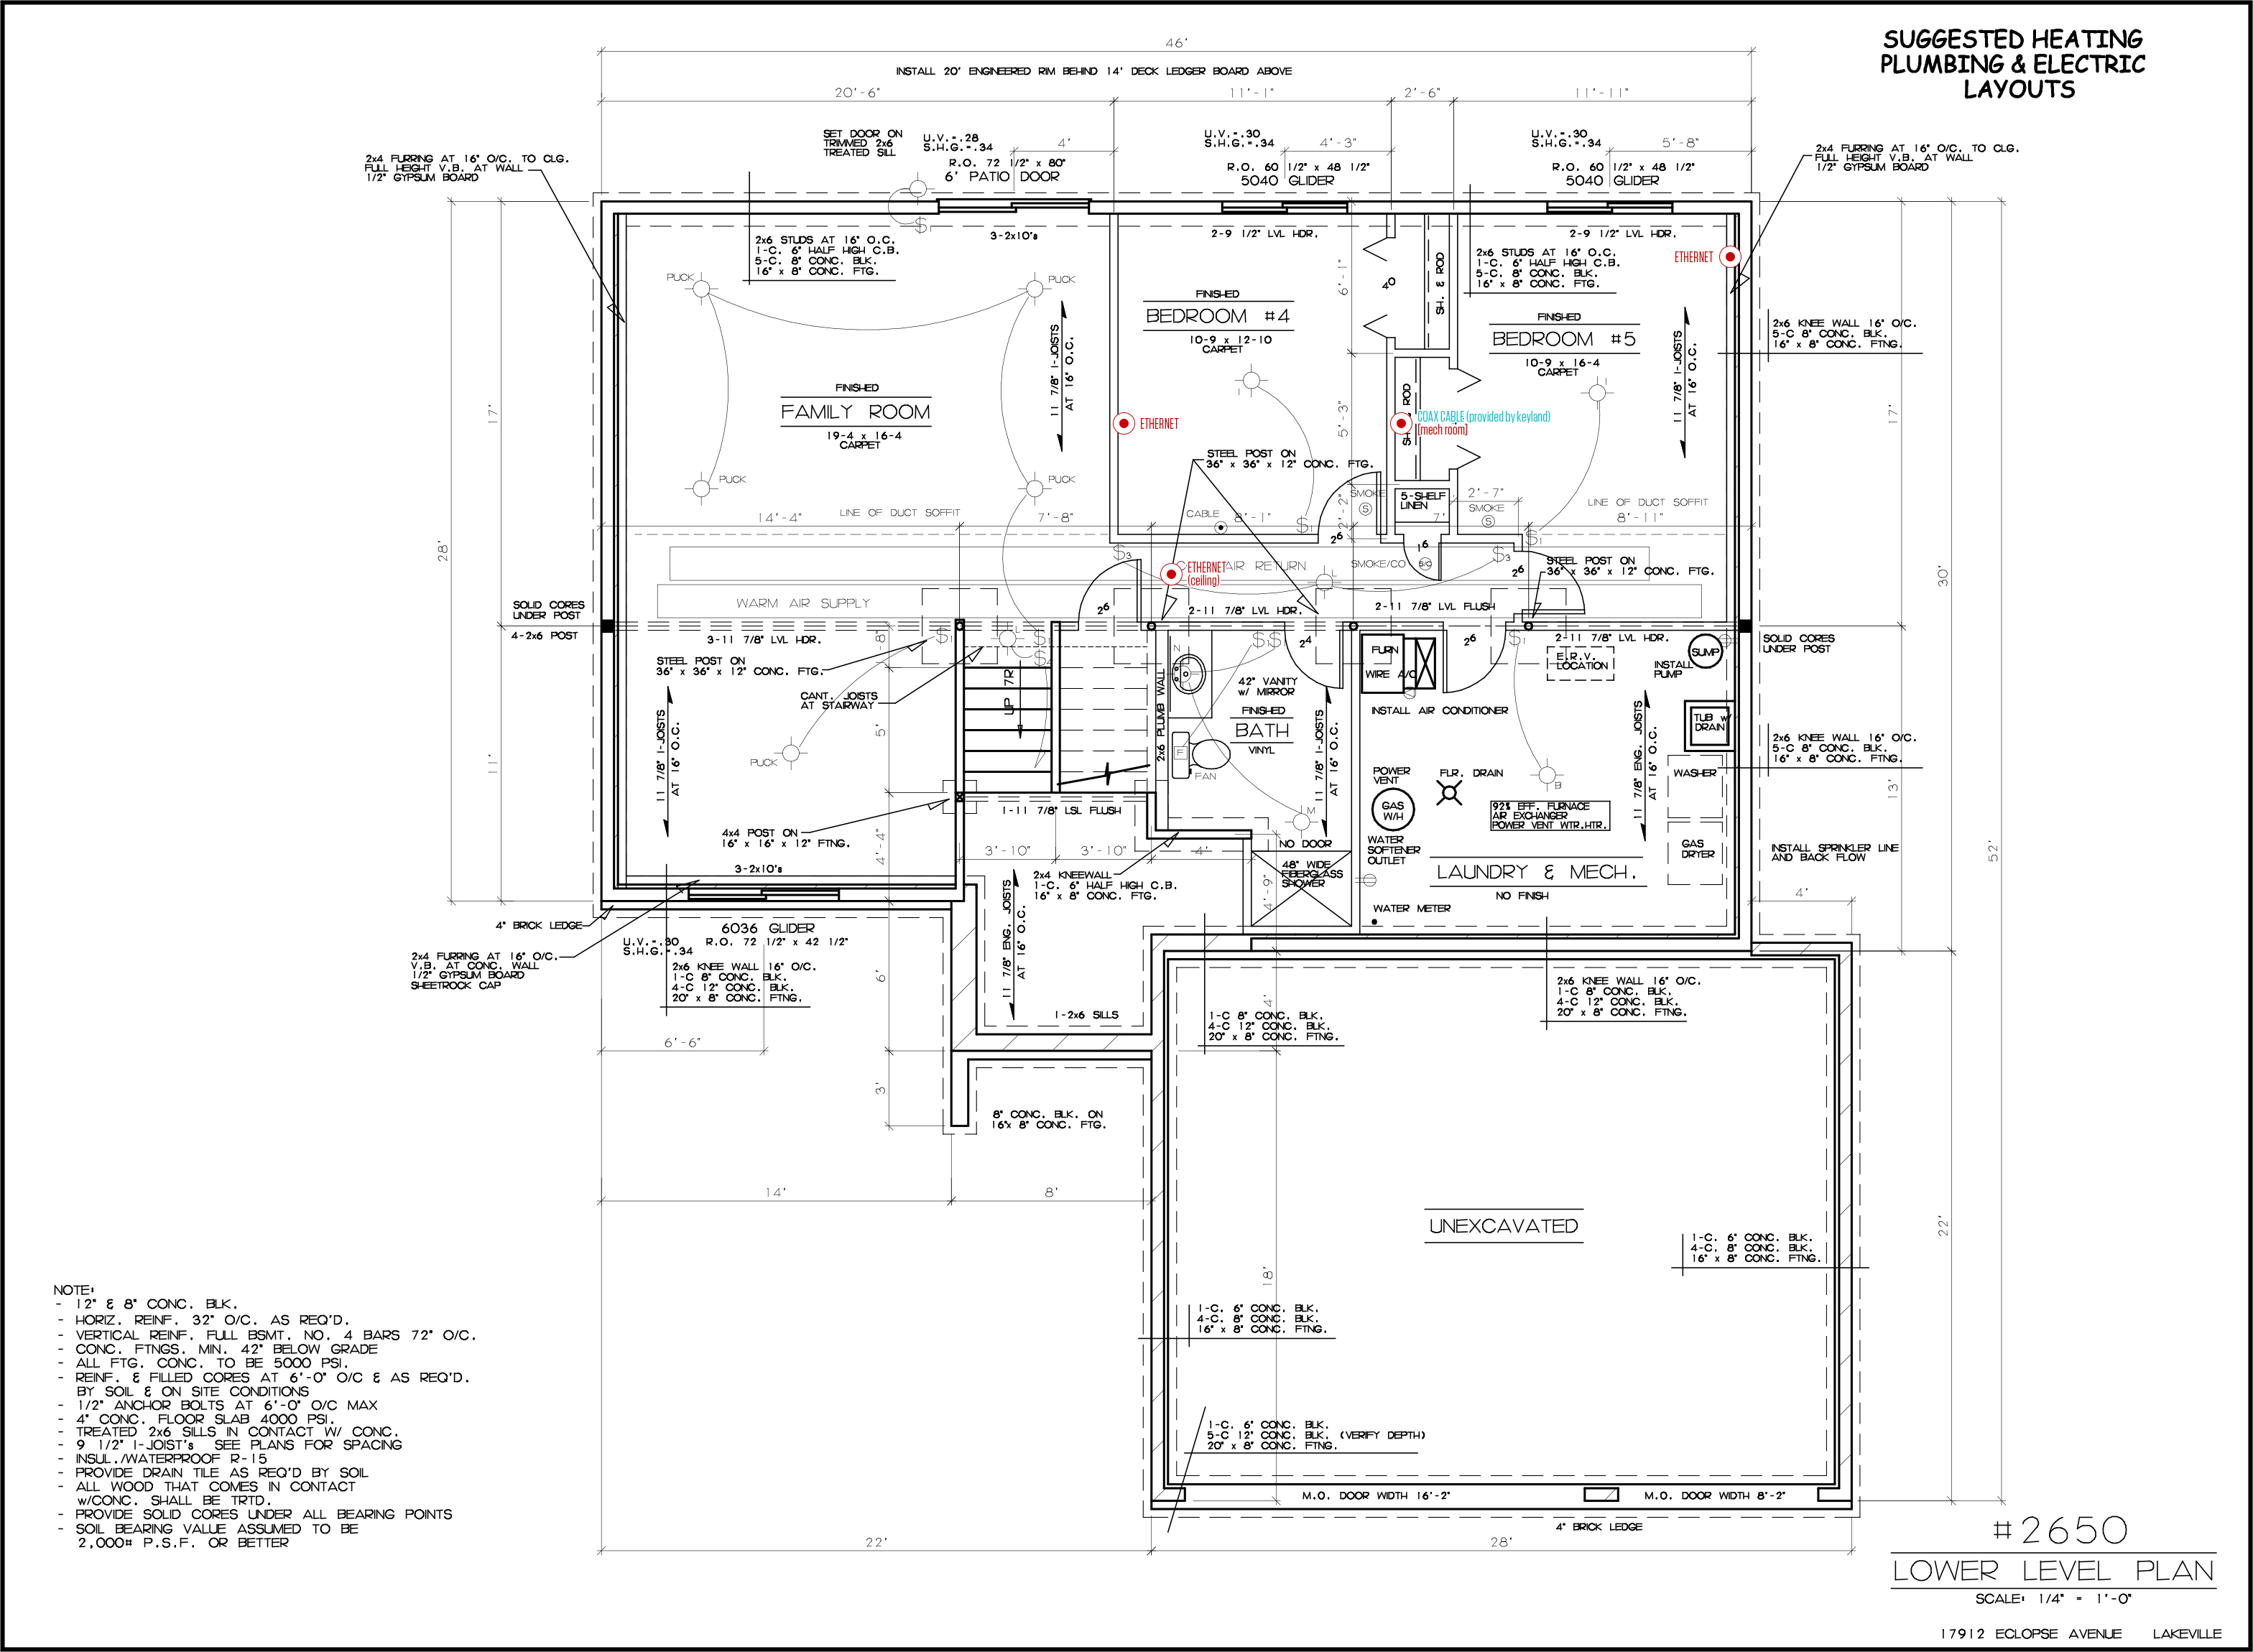 SUGGESTED HEATING
PLUMBING & ELECTRIC
LAYOUTS
46'
INSTALL 20' ENGINEERED RIM BEHIND 14' DECK LEDGER BOARD ABOVE
20'-6"
11'-1"
2'-6"
11'-11"
SET DOOR ON
TRIMMED 2x6
TREATED SILL
U.V.=.28
S.H.G.=.34
4'
R.O. 72 1/2" x 80"
6' PATIO DOOR
U.V.=.30
S.H.G.=.34
4'-3"
R.O. 60 1/2" x 48 1/2"
5040 GLIDER
U.V.=.30
S.H.G.=.34
5'-8"
R.O. 60 1/2" x 48 1/2"
5040 GLIDER
2x4 FURRING AT 16" O/C. TO CLG.
FULL HEIGHT V.B. AT WALL
1/2" GYPSUM BOARD
2x4 FURRING AT 16" O/C. TO CLG.
FULL HEIGHT V.B. AT WALL
1/2" GYPSUM BOARD
2x6 STUDS AT 16" O.C.
1-C. 6" HALF HIGH C.B.
5-C. 8" CONC. BLK.
16" x 8" CONC. FTG.
3-2x10's
2-9 1/2" LVL HDR.
2-9 1/2" LVL HDR.
2x6 STUDS AT 16" O.C.
1-C. 6" HALF HIGH C.B.
5-C. 8" CONC. BLK.
16" x 8" CONC. FTG.
ETHERNET
PUCK
PUCK
6'-1"
40
SH. & ROD
FINISHED
BEDROOM #4
10-9 x 12-10
CARPET
FINISHED
BEDROOM #5
10-9 x 16-4
CARPET
11 7/8" I-JOISTS
AT 16" O.C.
11 7/8" I-JOISTS
AT 16" O.C.
2x6 KNEE WALL 16" O/C.
5-C 8" CONC. BLK.
16" x 8" CONC. FTNG.
FINISHED
FAMILY ROOM
19-4 x 16-4
CARPET
17'
28'
17'
30'
52'
ETHERNET
5'-3"
ROD
COAX CABLE (provided by keyland)
[mech room]
STEEL POST ON
36" x 36" x 12" CONC. FTG.
PUCK
PUCK
SMOKE
S
2'-2"
5-SHELF
LINEN
2'-7"
SMOKE
S
LINE OF DUCT SOFFIT
LINE OF DUCT SOFFIT
CABLE
14'-4"
7'-8"
8'-1"
7'
8'-11"
26
16
26
ETHERNET
(ceiling)
AIR RETURN
SMOKE/CO
S/C
STEEL POST ON
36" x 36" x 12" CONC. FTG.
WARM AIR SUPPLY
SOLID CORES
UNDER POST
4-2x6 POST
26
2-11 7/8" LVL HDR.
2-11 7/8" LVL FLUSH
3-11 7/8" LVL HDR.
24
26
2-11 7/8" LVL HDR.
SUMP
SOLID CORES
UNDER POST
STEEL POST ON
36" x 36" x 12" CONC. FTG.
CANT. JOISTS
AT STAIRWAY
UP 7R
2x6 PLUMB WALL
42" VANITY
w/ MIRROR
FINISHED
BATH
VINYL
FURN
WIRE A/C
E.R.V.
LOCATION
INSTALL
PUMP
INSTALL AIR CONDITIONER
TUB w/
DRAIN
11 7/8" I-JOISTS
AT 16" O.C.
5'
11'
11 7/8" I-JOISTS
AT 16" O.C.
11 7/8" ENG. JOISTS
AT 16" O.C.
2x6 KNEE WALL 16" O/C.
5-C 8" CONC. BLK.
16" x 8" CONC. FTNG.
PUCK
F
FAN
POWER
VENT
GAS
W/H
FLR. DRAIN
B
WASHER
13'
92% EFF. FURNACE
AIR EXCHANGER
POWER VENT WTR.HTR.
1-11 7/8" LSL FLUSH
M
4x4 POST ON
16" x 16" x 12" FTNG.
4'-4"
3'-10"
3'-10"
4'
NO DOOR
WATER
SOFTENER
OUTLET
GAS
DRYER
INSTALL SPRINKLER LINE
AND BACK FLOW
3-2x10's
48" WIDE
FIBERGLASS
SHOWER
LAUNDRY & MECH.
NO FINISH
2x4 KNEEWALL
1-C. 6" HALF HIGH C.B.
16" x 8" CONC. FTG.
4'-9"
WATER METER
4'
4" BRICK LEDGE
6036 GLIDER
U.V.=.30
S.H.G.=.34
R.O. 72 1/2" x 42 1/2"
2x4 FURRING AT 16" O/C.
V.B. AT CONC. WALL
1/2" GYPSUM BOARD
SHEETROCK CAP
2x6 KNEE WALL 16" O/C.
1-C 8" CONC. BLK.
4-C 12" CONC. BLK.
20" x 8" CONC. FTNG.
6'
11 7/8" ENG. JOISTS
AT 16" O.C.
1-2x6 SILLS
1-C 8" CONC. BLK.
4-C 12" CONC. BLK.
20" x 8" CONC. FTNG.
4'
2x6 KNEE WALL 16" O/C.
1-C 8" CONC. BLK.
4-C 12" CONC. BLK.
20" x 8" CONC. FTNG.
6'-6"
3'
8" CONC. BLK. ON
16"x 8" CONC. FTG.
14'
8'
UNEXCAVATED
22'
18'
1-C. 6" CONC. BLK.
4-C. 8" CONC. BLK.
16" x 8" CONC. FTNG.
1-C. 6" CONC. BLK.
4-C. 8" CONC. BLK.
16" x 8" CONC. FTNG.
1-C. 6" CONC. BLK.
5-C 12" CONC. BLK. (VERIFY DEPTH)
20" x 8" CONC. FTNG.
M.O. DOOR WIDTH 16'-2"
M.O. DOOR WIDTH 8'-2"
4" BRICK LEDGE
22'
28'
NOTE:
- 12" & 8" CONC. BLK.
- HORIZ. REINF. 32" O/C. AS REQ'D.
- VERTICAL REINF. FULL BSMT. NO. 4 BARS 72" O/C.
- CONC. FTNGS. MIN. 42" BELOW GRADE
- ALL FTG. CONC. TO BE 5000 PSI.
- REINF. & FILLED CORES AT 6'-0" O/C & AS REQ'D.
BY SOIL & ON SITE CONDITIONS
- 1/2" ANCHOR BOLTS AT 6'-0" O/C MAX
- 4" CONC. FLOOR SLAB 4000 PSI.
- TREATED 2x6 SILLS IN CONTACT W/ CONC.
- 9 1/2" I-JOIST's SEE PLANS FOR SPACING
- INSUL./WATERPROOF R-15
- PROVIDE DRAIN TILE AS REQ'D BY SOIL
- ALL WOOD THAT COMES IN CONTACT
w/CONC. SHALL BE TRTD.
- PROVIDE SOLID CORES UNDER ALL BEARING POINTS
- SOIL BEARING VALUE ASSUMED TO BE
2,000# P.S.F. OR BETTER
#2650
LOWER LEVEL PLAN
SCALE: 1/4" = 1'-0"
17912 ECLOPSE AVENUE LAKEVILLE